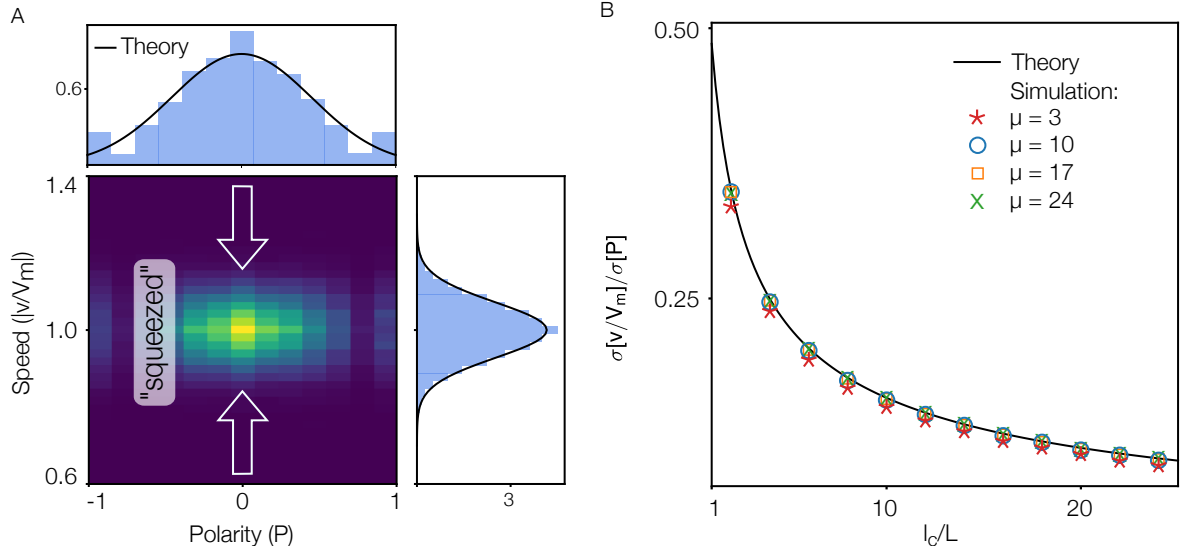 A
Theory
0.6
1.4
1.0
0.6
Speed (|v/Vm|)
"squeezed"
-1
0
1
Polarity (P)
3
B
0.50
0.25
σ[v/Vm]/σ[P]
Theory
Simulation:
μ = 3
μ = 10
μ = 17
μ = 24
1
10
20
lc/L